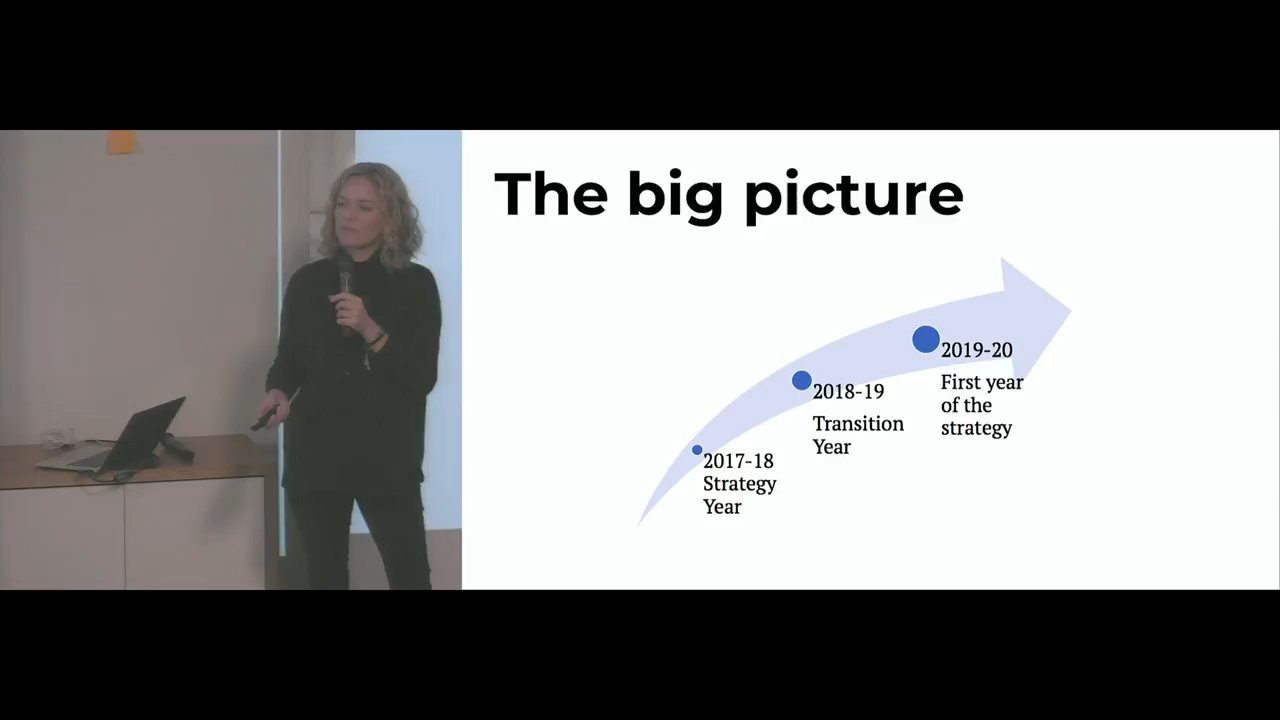 The big picture
2017-18
Strategy
Year
2018-19
Transition
Year
2019-20
First year
of the
strategy